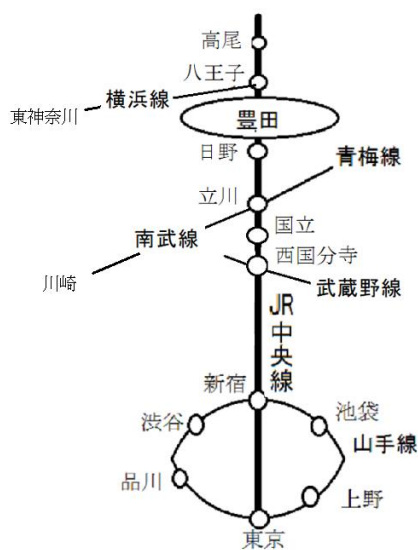 高尾
八王子
横浜線
東神奈川
豊田
日野
青梅線
立川
国立
南武線
西国分寺
川崎
武蔵野線
JR中央線
新宿
渋谷
池袋
山手線
品川
上野
東京